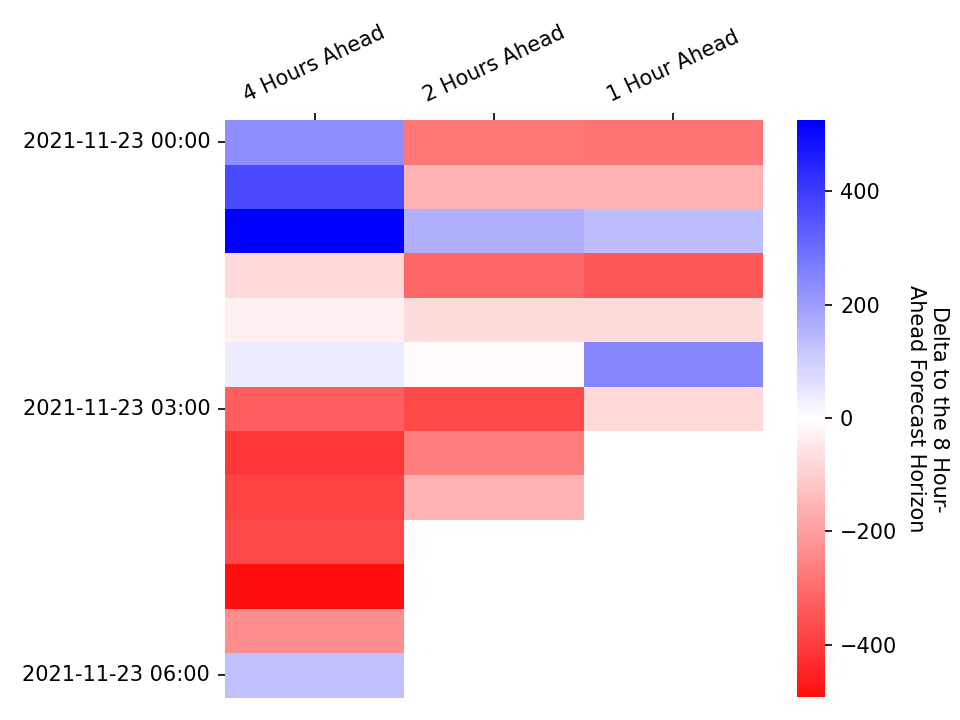 4 Hours Ahead
2 Hours Ahead
1 Hour Ahead
2021-11-23 00:00
2021-11-23 03:00
2021-11-23 06:00
400
200
0
−200
−400
Delta to the 8 Hour-
Ahead Forecast Horizon